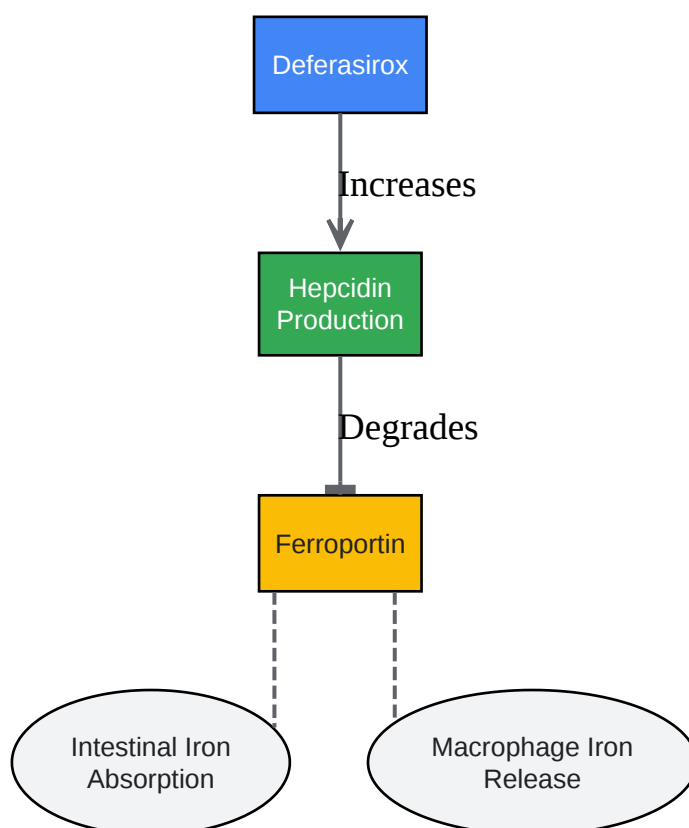 Deferasirox
Increases
Hepcidin
Production
Degrades
Ferroportin
Intestinal Iron
Absorption
Macrophage Iron
Release